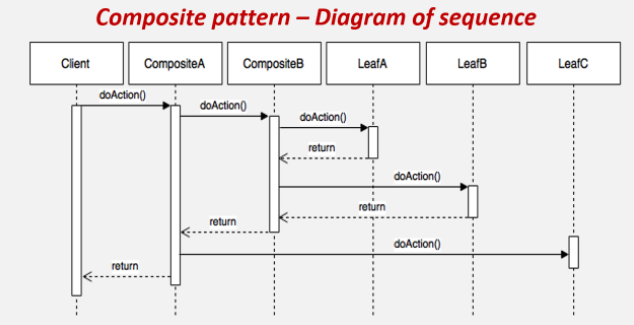 Composite pattern – Diagram of sequence
Client
CompositeA
CompositeB
LeafA
LeafB
LeafC
doAction()
doAction()
doAction()
return
doAction()
return
return
doAction()
return